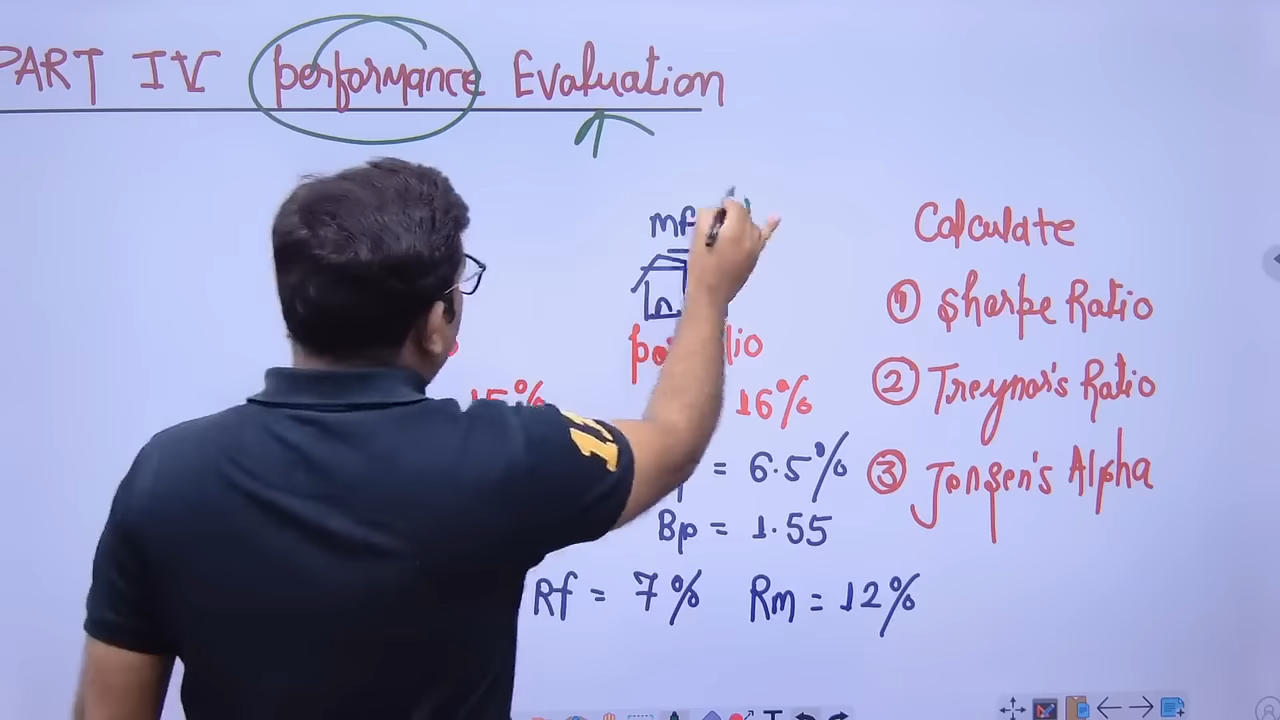 PART IV performance Evaluation
mf
Calculate
① Sharpe Ratio
② Treynor's Ratio
③ Jensen's Alpha
15%
16%
= 6.5%
Bp = 1.55
Rf = 7% Rm = 12%